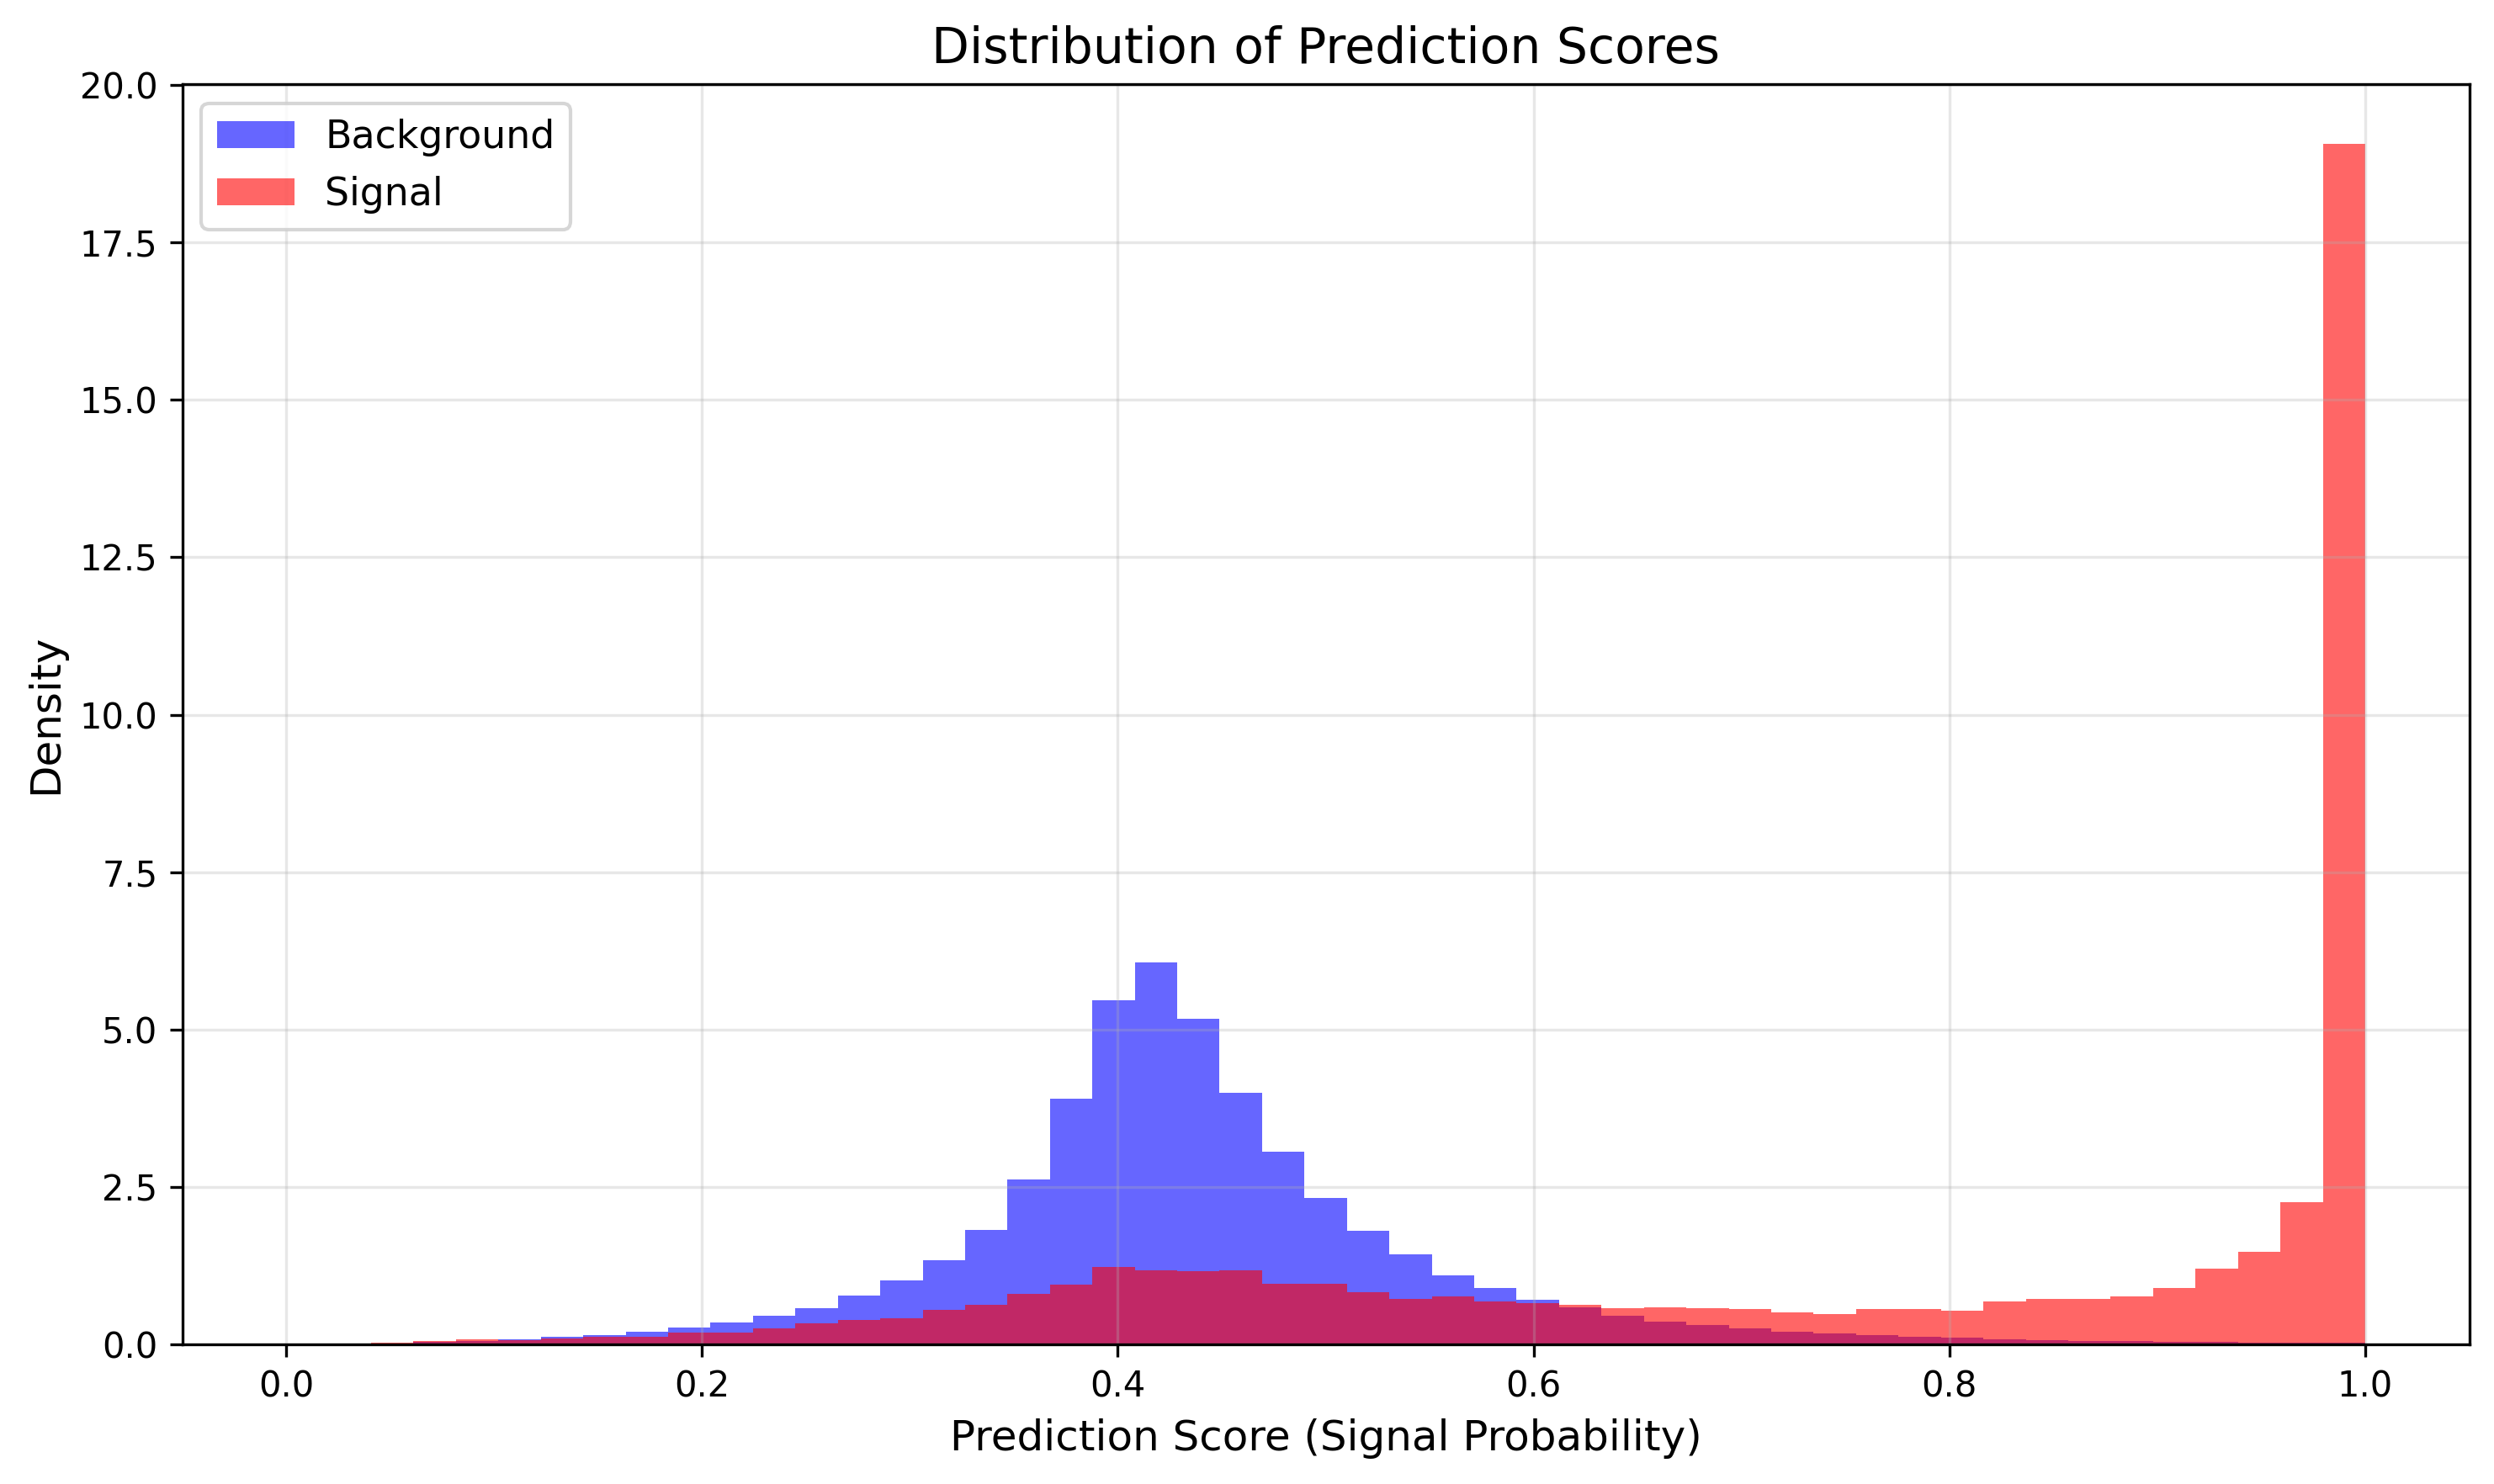 Distribution of Prediction Scores
Background
Signal
Density
20.0
17.5
15.0
12.5
10.0
7.5
5.0
2.5
0.0
0.0 0.2 0.4 0.6 0.8 1.0
Prediction Score (Signal Probability)